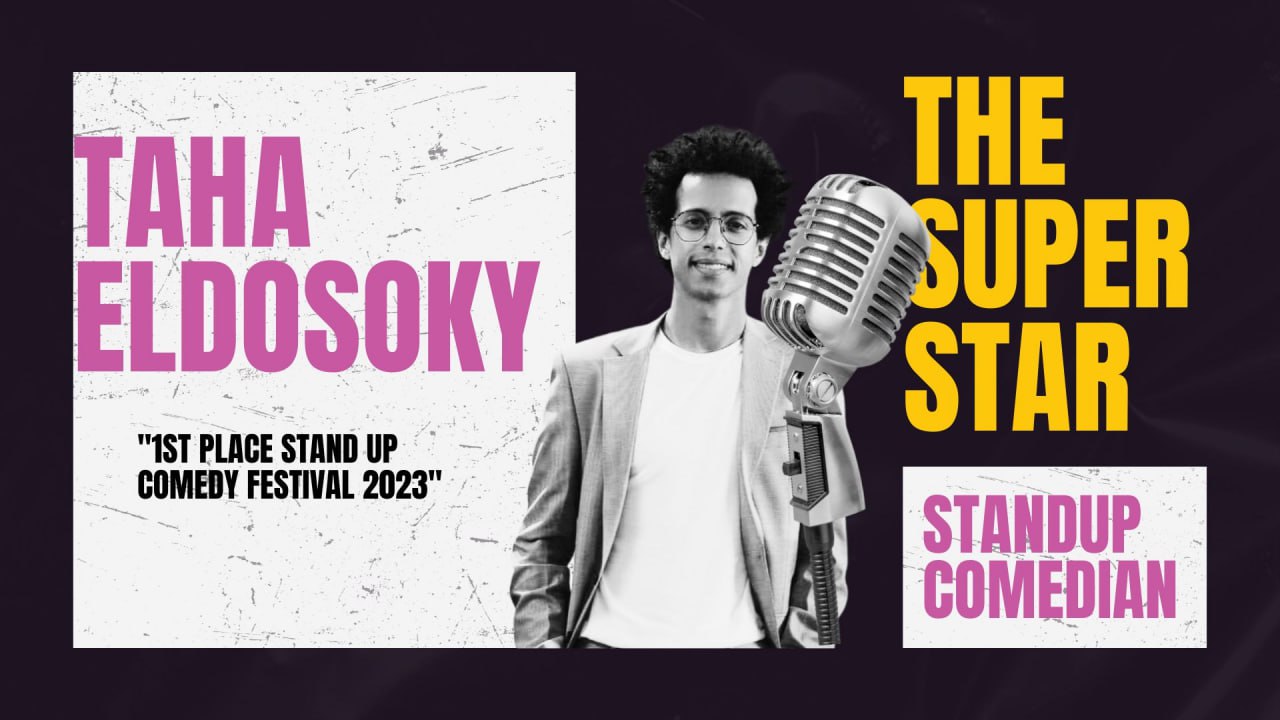 TAHA
ELDOSOKY
"1ST PLACE STAND UP
COMEDY FESTIVAL 2023"
THE
SUPER
STAR
STANDUP
COMEDIAN